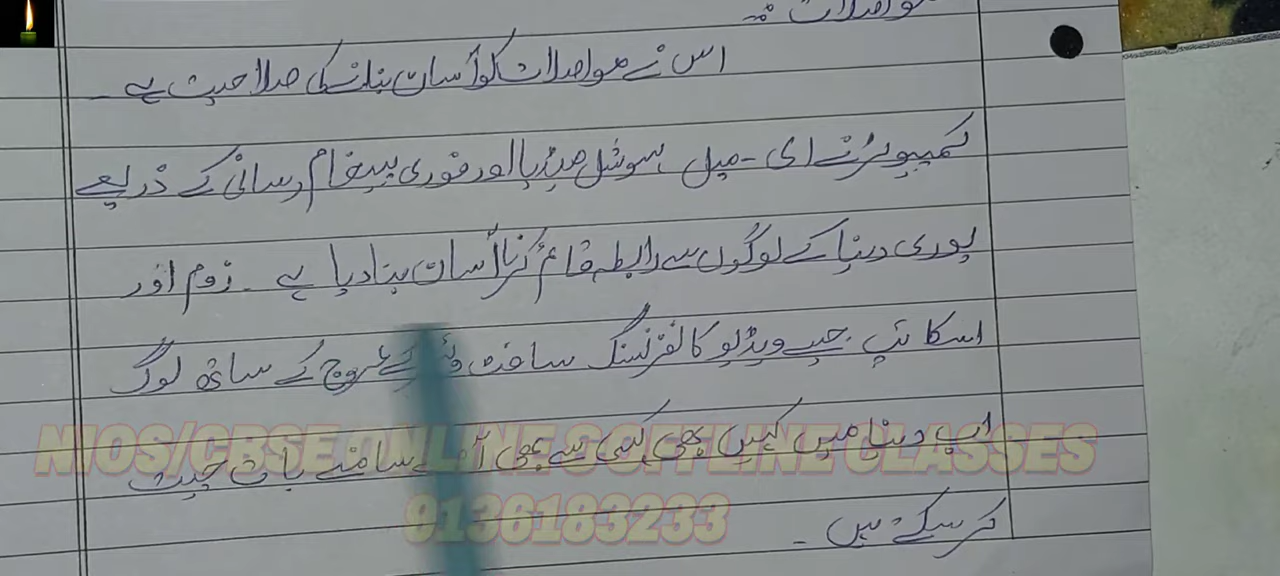 مواصلات :-
اس نے مواصلات کو آسان بنانے کی صلاحیت ہے ۔
کمپیوٹر نے ای - میل ، سوشل میڈیا اور فوری پیغام رسانی کے ذریعے
پوری دنیا کے لوگوں سے رابطہ قائم کرنا آسان بنا دیا ہے ۔ زوم اور
اسکائپ جیسے ویڈیو کانفرنسنگ سافٹ کے عروج کے ساتھ لوگ
اب دنیا میں کہیں بھی کسی سے بھی سامنے بات چیت
NIOS/CBSE ONLINE & OFFLINE CLASSES
9136183233
کر سکتے ہیں ۔